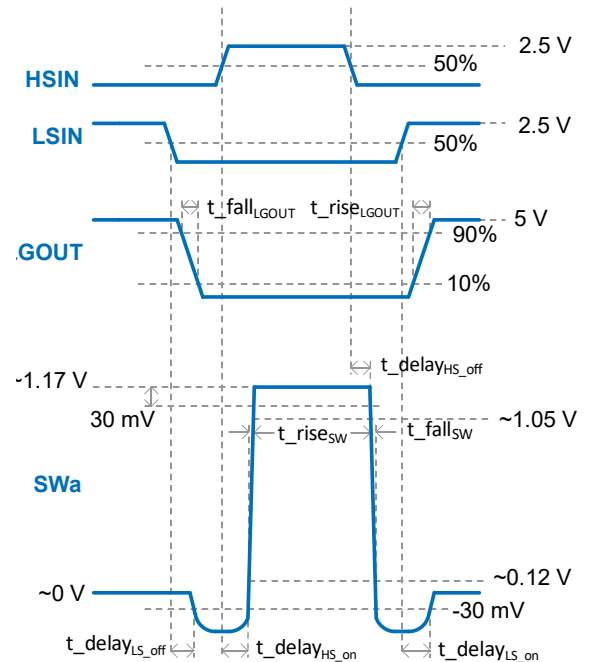 2.5 V
50%
HSIN
LSIN
2.5 V
50%
t_fallLGOUT
t_riseLGOUT
5 V
90%
.GOUT
10%
t_delayHS_off
~1.17 V
30 mV
~1.05 V
t_riseSW
t_fallSW
SWa
~0.12 V
~0 V
-30 mV
t_delayLS_off
t_delayHS_on
t_delayLS_on